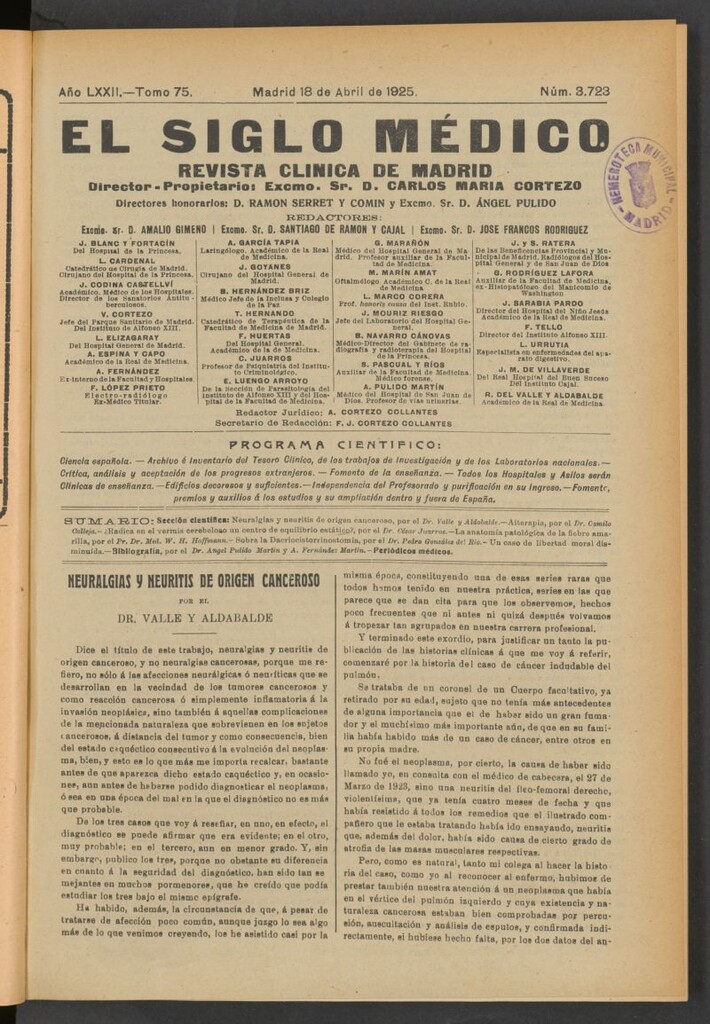 Año LXXII.—Tomo 75. Madrid 18 de Abril de 1925. Núm. 3.723
EL SIGLO MÉDICO
REVISTA CLINICA DE MADRID
Director-Propietario: Excmo. Sr. D. CARLOS MARIA CORTEZO
Directores honorarios: D. RAMON SERRET Y COMIN y Excmo. Sr. D. ÁNGEL PULIDO
HEMEROTECA MUNICIPAL
MADRID
REDACTORES:
Excmo. Sr. D. AMALIO GIMENO | Excmo. Sr. D. SANTIAGO DE RAMON Y CAJAL | Excmo. Sr. D. JOSE FRANCOS RODRIGUEZ
J. BLANC Y FORTACÍN
Del Hospital de la Princesa.
L. CARDENAL
Catedrático de Cirugía de Madrid.
Cirujano del Hospital de la Princesa.
J. CODINA CASTELLVÍ
Académico. Médico de los Hospitales.
Director de los Sanatorios Antituberculosos.
V. CORTEZO
Jefe del Parque Sanitario de Madrid.
Del Instituto de Alfonso XIII.
L. ELIZAGARAY
Del Hospital General de Madrid.
A. ESPINA Y CAPO
Académico de la Real de Medicina.
A. FERNÁNDEZ
Ex-interno de la Facultad y Hospitales.
F. LÓPEZ PRIETO
Electro-radiólogo
Ex-Médico Titular.
A. GARCÍA TAPIA
Laringólogo. Académico de la Real
de Medicina.
J. GOYANES
Cirujano del Hospital General de
Madrid.
B. HERNÁNDEZ BRIZ
Médico Jefe de la Inclusa y Colegio
de la Paz
T. HERNANDO
Catedrático de Terapéutica de la
Facultad de Medicina de Madrid.
F. HUERTAS
Del Hospital General.
Académico de la de Medicina.
C. JUARROS
Profesor de Psiquiatría del Instituto
Criminológico.
E. LUENGO ARROYO
De la Sección de Parasitología del
Instituto de Alfonso XIII y del Hospital
de la Facultad de Medicina.
G. MARAÑÓN
Médico del Hospital General de Madrid.
Profesor auxiliar de la Facultad
de Medicina
M. MARÍN AMAT
Oftalmólogo Académico C. de la Real
de Medicina
L. MARCO CORERA
Prof. honoris causa del Inst. Rubio.
J. MOURIZ RIESGO
Jefe del Laboratorio del Hospital General.
B. NAVARRO CÁNOVAS
Médico-Director del Gabinete de radiografía
y radioterapia del Hospital
de la Princesa.
S. PASCUAL Y RÍOS
Auxiliar de la Facultad de Medicina.
Médico forense.
A. PULIDO MARTÍN
Médico del Hospital de San Juan de
Dios. Profesor de vías urinarias.
J. y S. RATERA
De las Beneficencias Provincial y Municipal
de Madrid. Radiólogos del Hospital
General y de San Juan de Dios
G. RODRÍGUEZ LAFORA
Auxiliar de la Facultad de Medicina,
ex-Histopatólogo del Manicomio de
Washington
J. SARABIA PARDO
Director del Hospital del Niño Jesús
Académico de la Real de Medicina.
F. TELLO
Director del Instituto Alfonso XIII.
L. URRUTIA
Especialista en enfermedades del aparato
digestivo.
J. M. DE VILLAVERDE
Del Real Hospital del Buen Suceso
Del Instituto Cajal.
R. DEL VALLE Y ALDABALDE
Académico de la Real de Medicina.
Redactor Jurídico: A. CORTEZO COLLANTES
Secretario de Redacción: F. J. CORTEZO COLLANTES
PROGRAMA CIENTIFICO:
Ciencia española. — Archivo é Inventario del Tesoro Clínico, de los trabajos de Investigación y de los Laboratorios nacionales. —
Crítica, análisis y aceptación de los progresos extranjeros. — Fomento de la enseñanza. — Todos los Hospitales y Asilos serán
Clínicas de enseñanza. — Edificios decorosos y suficientes. — Independencia del Profesorado y purificación en su ingreso. — Fomento,
premios y auxilios á los estudios y su ampliación dentro y fuera de España.
SUMARIO: Sección científica: Neuralgias y neuritis de origen canceroso, por el Dr. Valle y Aldabalde.—Aiterapia, por el Dr. Camilo
Calleja.—¿Radica en el vermis cerebeloso un centro de equilibrio estático?, por el Dr. César Juarros.—La anatomía patológica de la fiebre amarilla,
por el Pr. Dr. Med. W. H. Hoffmann.—Sobre la Dacriocistorrinostomía, por el Dr. Pedro González del Río.—Un caso de libertad moral disminuída.—Bibliografía,
por el Dr. Angel Pulido Martín y A. Fernández Martín.—Periódicos médicos.
NEURALGIAS Y NEURITIS DE ORIGEN CANCEROSO
POR EL
DR. VALLE Y ALDABALDE
Dice el título de este trabajo, neuralgias y neuritis de
origen canceroso, y no neuralgias cancerosas, porque me refiero,
no sólo á las afecciones neurálgicas ó neuríticas que se
desarrollan en la vecindad de los tumores cancerosos y
como reacción cancerosa ó simplemente inflamatoria á la
invasión neoplásica, sino también á aquellas complicaciones
de la mencionada naturaleza que sobrevienen en los sujetos
cancerosos, á distancia del tumor y como consecuencia, bien
del estado caquéctico consecutivo á la evolución del neoplasma,
bien, y esto es lo que más me importa recalcar, bastante
antes de que aparezca dicho estado caquéctico y, en ocasiones,
aun antes de haberse podido diagnosticar el neoplasma,
ó sea en una época del mal en la que el diagnóstico no es más
que probable.
De los tres casos que voy á reseñar, en uno, en efecto, el
diagnóstico se puede afirmar que era evidente; en el otro,
muy probable; en el tercero, aun en menor grado. Y, sin
embargo, publico los tres, porque no obstante su diferencia
en cuanto á la seguridad del diagnóstico, han sido tan semejantes
en muchos pormenores, que he creído que podía
estudiar los tres bajo el mismo epígrafe.
Ha habido, además, la circunstancia de que, á pesar de
tratarse de afección poco común, aunque juzgo lo sea algo
más de lo que venimos creyendo, los he asistido casi por la
misma época, constituyendo una de esas series raras que
todos hemos tenido en nuestra práctica, series en las que
parece que se dan cita para que los observemos, hechos
poco frecuentes que ni antes ni quizá después volvamos
á tropezar tan agrupados en nuestra carrera profesional.
Y terminado este exordio, para justificar un tanto la publicación
de las historias clínicas á que me voy á referir,
comenzaré por la historia del caso de cáncer indudable del
pulmón.
Se trataba de un coronel de un Cuerpo facultativo, ya
retirado por su edad, sujeto que no tenía más antecedentes
de alguna importancia que el de haber sido un gran fumador
y el muchísimo más importante aún, de que en su familia
había habido más de un caso de cáncer, entre otros en
su propia madre.
No fué el neoplasma, por cierto, la causa de haber sido
llamado yo, en consulta con el médico de cabecera, el 27 de
Marzo de 1923, sino una neuritis del íleo-femoral derecho,
violentísima, que ya tenía cuatro meses de fecha y que
había resistido á todos los remedios que el ilustrado compañero
que le estaba tratando había ido ensayando, neuritis
que, además del dolor, había sido causa de cierto grado de
atrofia de las masas musculares respectivas.
Pero, como es natural, tanto mi colega al hacer la historia
del caso, como yo al reconocer al enfermo, hubimos de
prestar también nuestra atención á un neoplasma que había
en el vértice del pulmón izquierdo y cuya existencia y naturaleza
cancerosa estaban bien comprobadas por percusión,
auscultación y análisis de esputos, y confirmada indirectamente,
si hubiese hecho falta, por los dos datos del an-